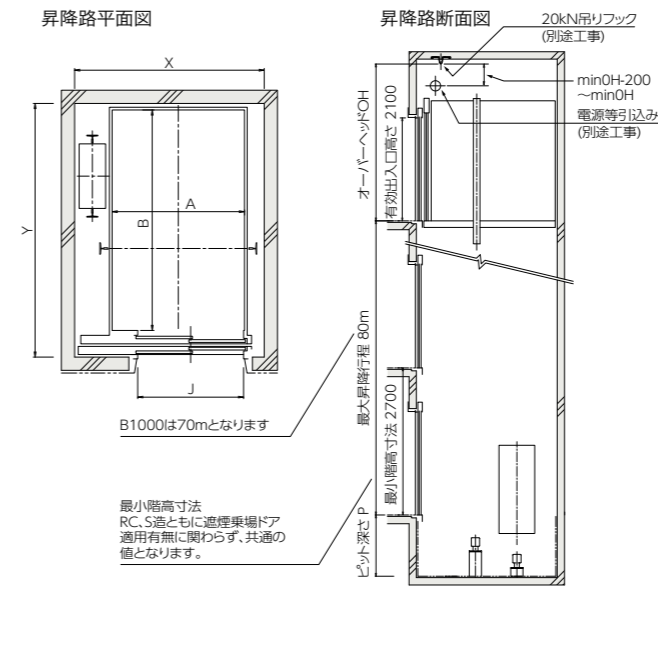 昇降路平面図
X
Y
A
B
J
B1000は70mとなります
最小階高寸法
RC、S造ともに遮煙乗場ドア
適用有無に関わらず、共通の
値となります。
昇降路断面図
20kN吊りフック
(別途工事)
min0H-200
～min0H
電源等引込み
(別途工事)
オーバーヘッドOH
有効出入口高さ 2100
最大昇降行程 80m
最小階高寸法 2700
ピット深さ P